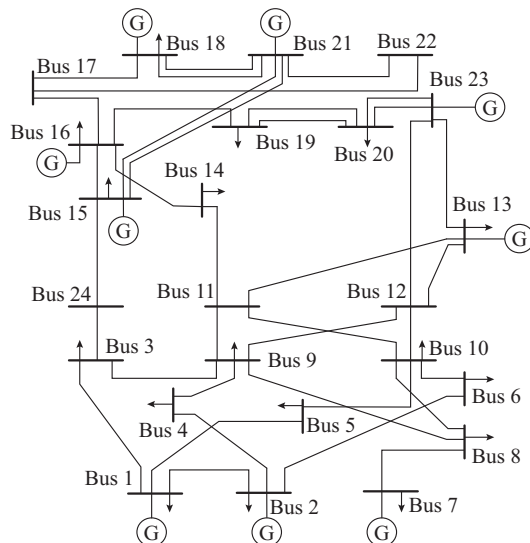 G
G
Bus 18
Bus 21
Bus 22
Bus 17
Bus 23
G
Bus 16
Bus 19
Bus 20
G
Bus 14
Bus 15
G
Bus 13
G
Bus 24
Bus 11
Bus 12
Bus 3
Bus 9
Bus 10
Bus 6
Bus 4
Bus 5
Bus 8
Bus 1
Bus 2
Bus 7
G
G
G